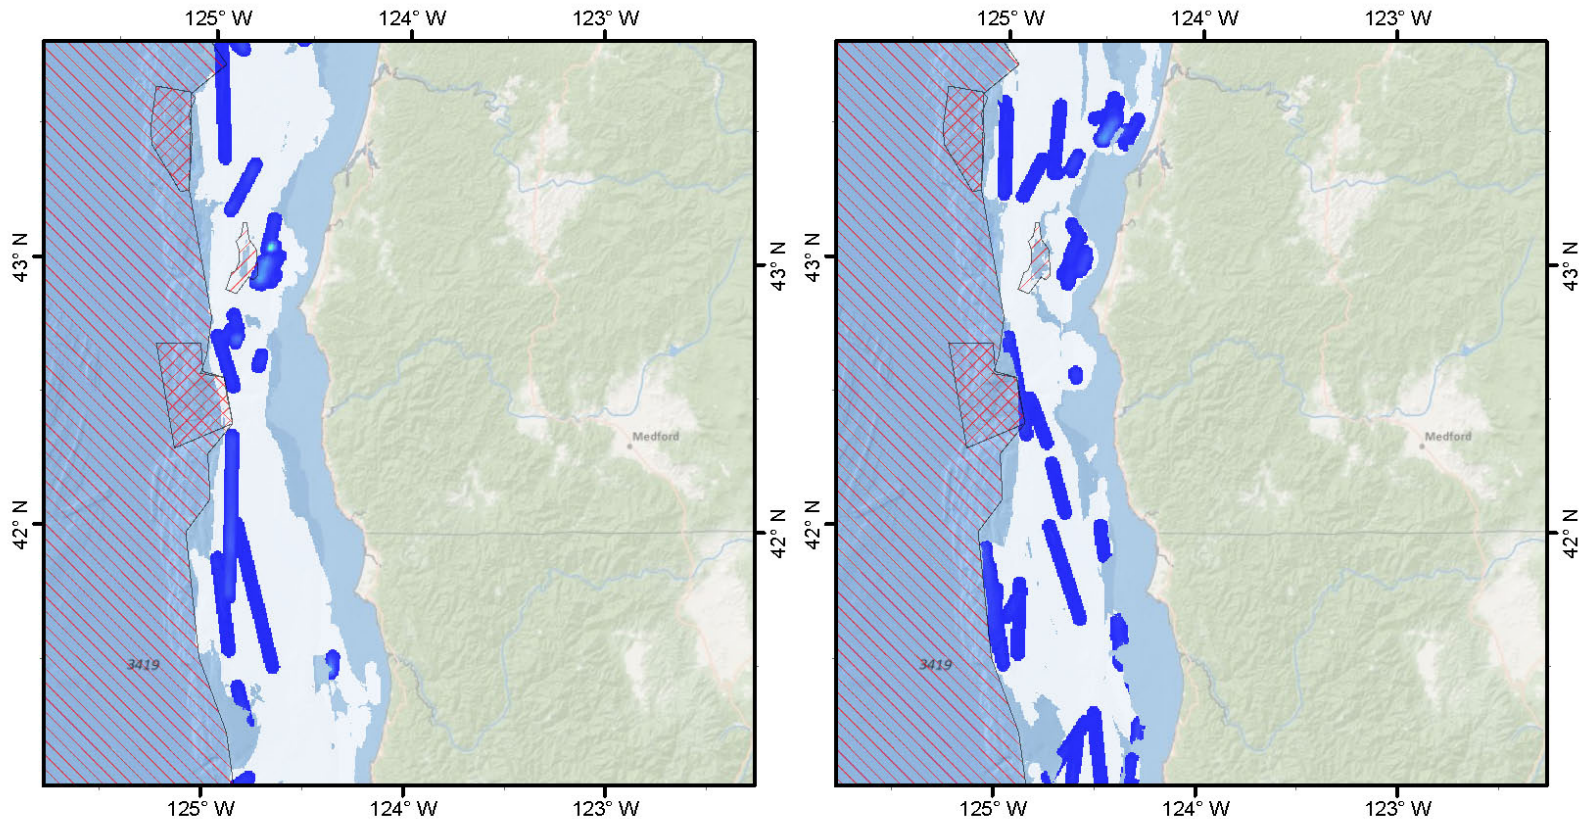 125° W 124° W 123° W 125° W 124° W 123° W
43° N 43° N 43° N 43° N
Medford Medford
42° N 42° N 42° N 42° N
3419 3419
125° W 124° W 123° W 125° W 124° W 123° W